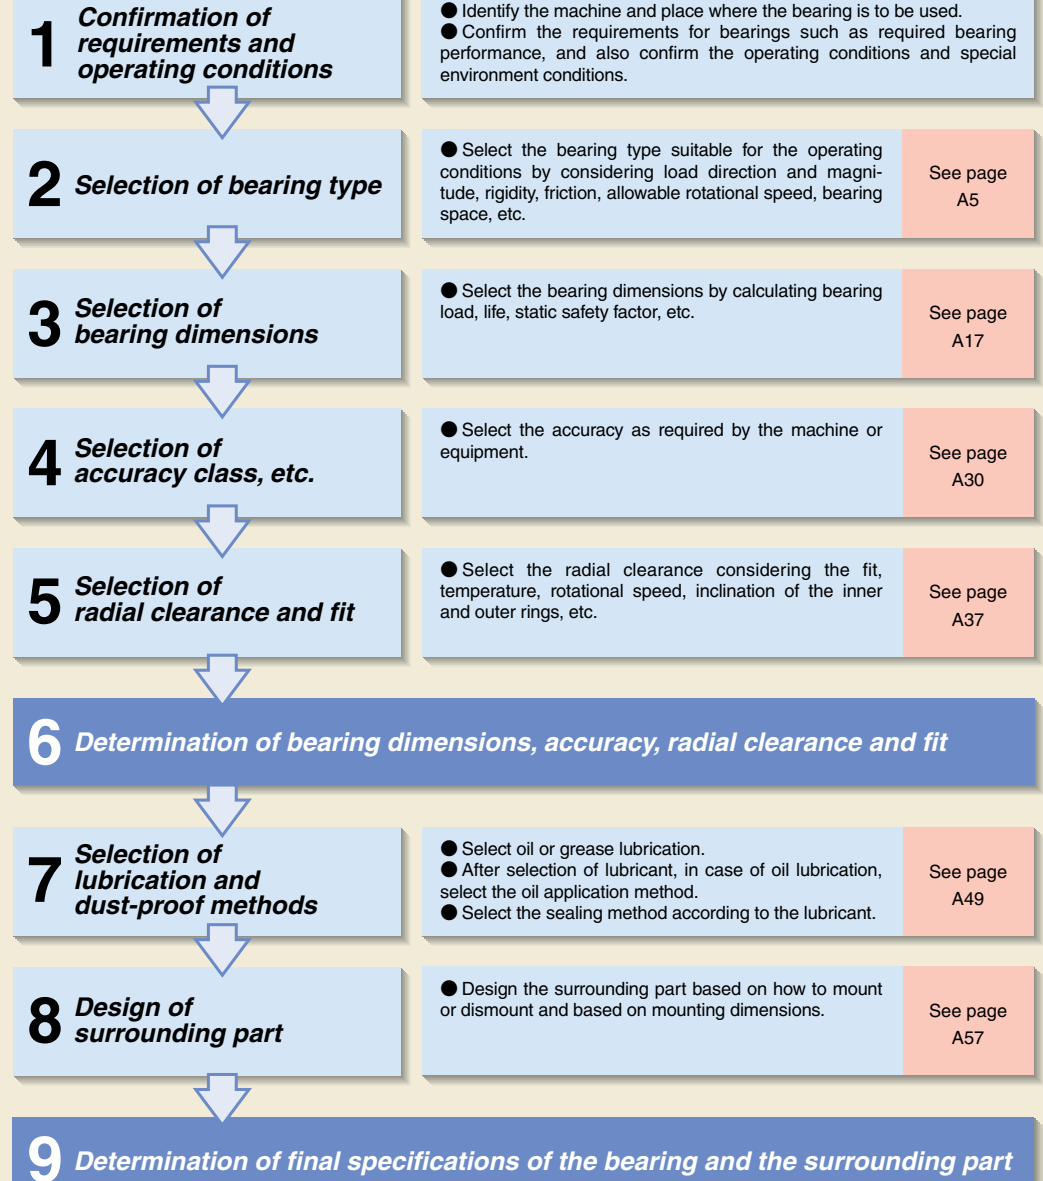 1
Confirmation of
requirements and
operating conditions
● Identify the machine and place where the bearing is to be used.
● Confirm the requirements for bearings such as required bearing
performance, and also confirm the operating conditions and special
environment conditions.
2
Selection of bearing type
● Select the bearing type suitable for the operating
conditions by considering load direction and magni-
tude, rigidity, friction, allowable rotational speed, bearing
space, etc.
See page
A5
3
Selection of
bearing dimensions
● Select the bearing dimensions by calculating bearing
load, life, static safety factor, etc.
See page
A17
4
Selection of
accuracy class, etc.
● Select the accuracy as required by the machine or
equipment.
See page
A30
5
Selection of
radial clearance and fit
● Select the radial clearance considering the fit,
temperature, rotational speed, inclination of the inner
and outer rings, etc.
See page
A37
6 Determination of bearing dimensions, accuracy, radial clearance and fit
7
Selection of
lubrication and
dust-proof methods
● Select oil or grease lubrication.
● After selection of lubricant, in case of oil lubrication,
select the oil application method.
● Select the sealing method according to the lubricant.
See page
A49
8
Design of
surrounding part
● Design the surrounding part based on how to mount
or dismount and based on mounting dimensions.
See page
A57
9 Determination of final specifications of the bearing and the surrounding part